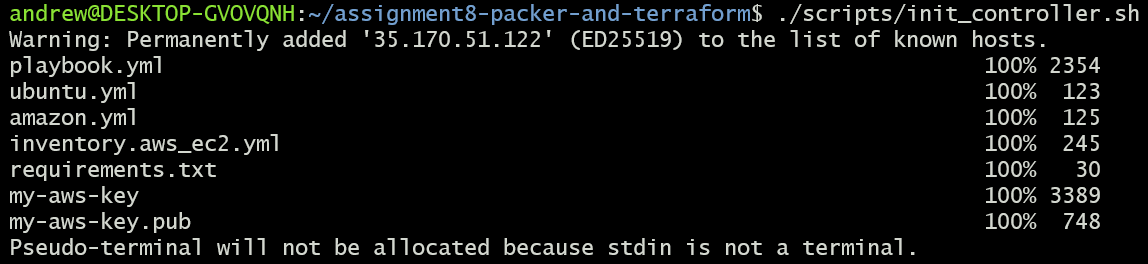 andrew@DESKTOP-GVOVQNH:~/assignment8-packer-and-terraform$ ./scripts/init_controller.sh
Warning: Permanently added '35.170.51.122' (ED25519) to the list of known hosts.
playbook.yml 100% 2354
ubuntu.yml 100% 123
amazon.yml 100% 125
inventory.aws_ec2.yml 100% 245
requirements.txt 100% 30
my-aws-key 100% 3389
my-aws-key.pub 100% 748
Pseudo-terminal will not be allocated because stdin is not a terminal.